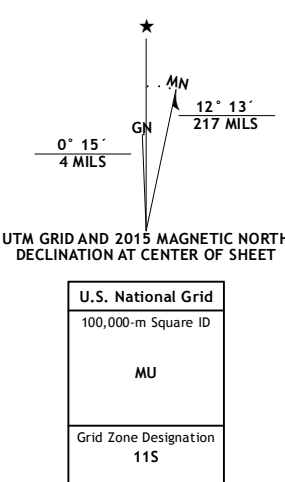 ★
MN
GN
12° 13´
217 MILS
0° 15´
4 MILS
UTM GRID AND 2015 MAGNETIC NORTH
DECLINATION AT CENTER OF SHEET
U.S. National Grid
100,000-m Square ID
MU
Grid Zone Designation
11S